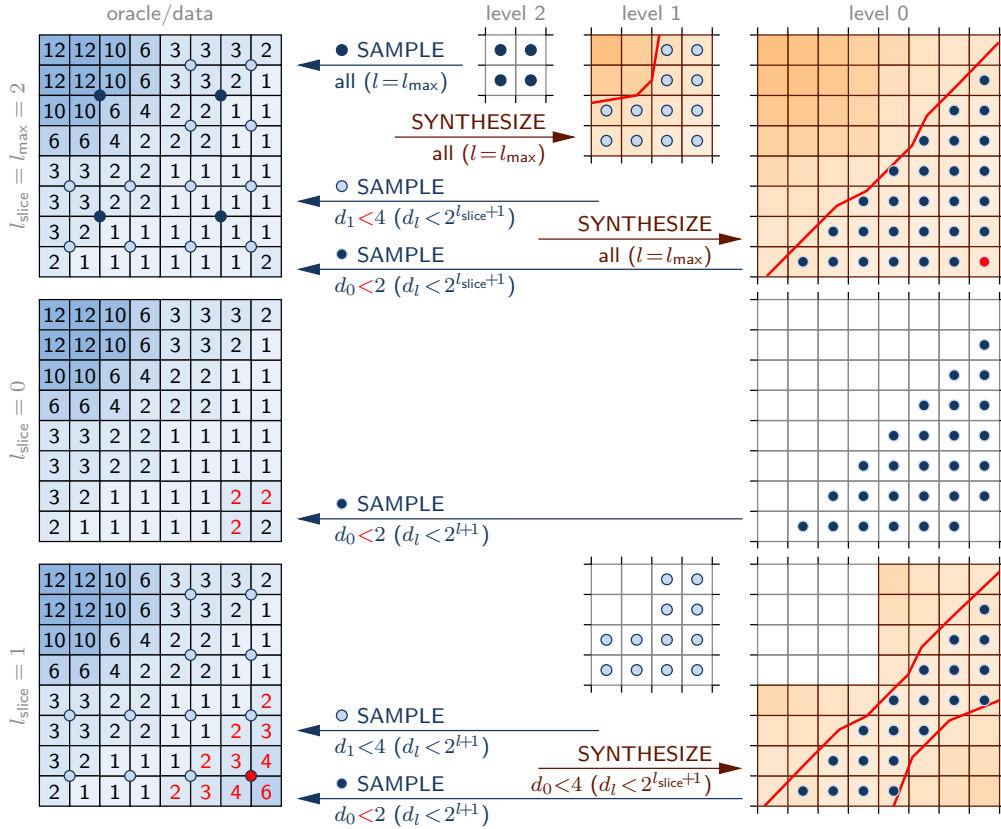 oracle/data level 2 level 1 level 0
l_slice = l_max = 2
12 12 10 6 3 3 3 2
12 12 10 6 3 3 2 1
10 10 6 4 2 2 1 1
6 6 4 2 2 2 1 1
3 3 2 2 1 1 1 1
3 3 2 2 1 1 1 1
3 2 1 1 1 1 1 1
2 1 1 1 1 1 1 2
SAMPLE
all (l = l_max)
SYNTHESIZE
all (l = l_max)
SAMPLE
d_1<4 (d_l < 2^{l_slice+1})
SYNTHESIZE
all (l = l_max)
SAMPLE
d_0<2 (d_l < 2^{l_slice+1})
l_slice = 0
12 12 10 6 3 3 3 2
12 12 10 6 3 3 2 1
10 10 6 4 2 2 1 1
6 6 4 2 2 2 1 1
3 3 2 2 1 1 1 1
3 3 2 2 1 1 1 1
3 2 1 1 1 1 2 2
2 1 1 1 1 1 2 2
SAMPLE
d_0<2 (d_l < 2^{l+1})
l_slice = 1
12 12 10 6 3 3 3 2
12 12 10 6 3 3 2 1
10 10 6 4 2 2 1 1
6 6 4 2 2 2 1 1
3 3 2 2 1 1 1 2
3 3 2 2 1 1 2 3
3 2 1 1 1 2 3 4
2 1 1 1 2 3 4 6
SAMPLE
d_1<4 (d_l < 2^{l+1})
SYNTHESIZE
d_0<4 (d_l < 2^{l_slice+1})
SAMPLE
d_0<2 (d_l < 2^{l+1})